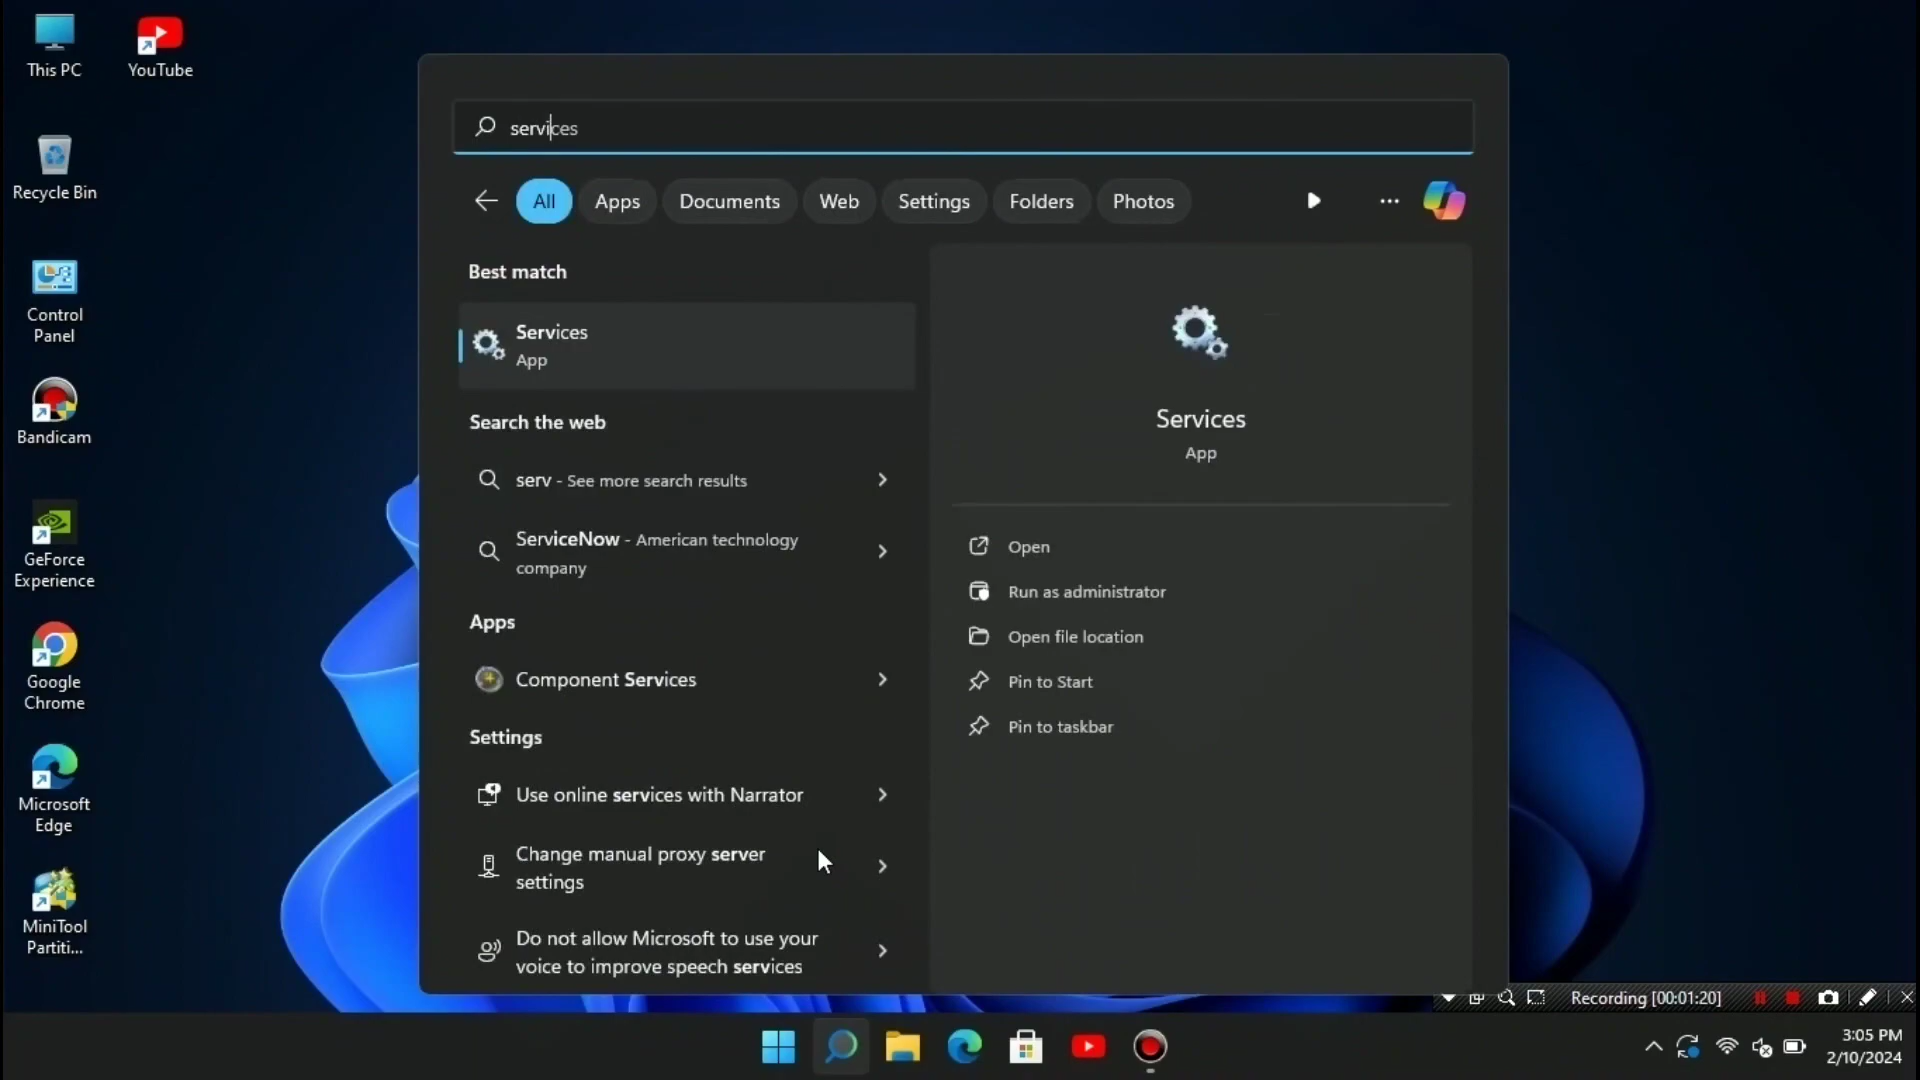 This PC
YouTube
Recycle Bin
Control
Panel
Bandicam
GeForce
Experience
Google
Chrome
Microsoft
Edge
MiniTool
Partiti...
services
All
Apps
Documents
Web
Settings
Folders
Photos
Best match
Services
App
Search the web
serv - See more search results
ServiceNow - American technology
company
Apps
Component Services
Settings
Use online services with Narrator
Change manual proxy server
settings
Do not allow Microsoft to use your
voice to improve speech services
Services
App
Open
Run as administrator
Open file location
Pin to Start
Pin to taskbar
Recording [00:01:20]
3:05 PM
2/10/2024